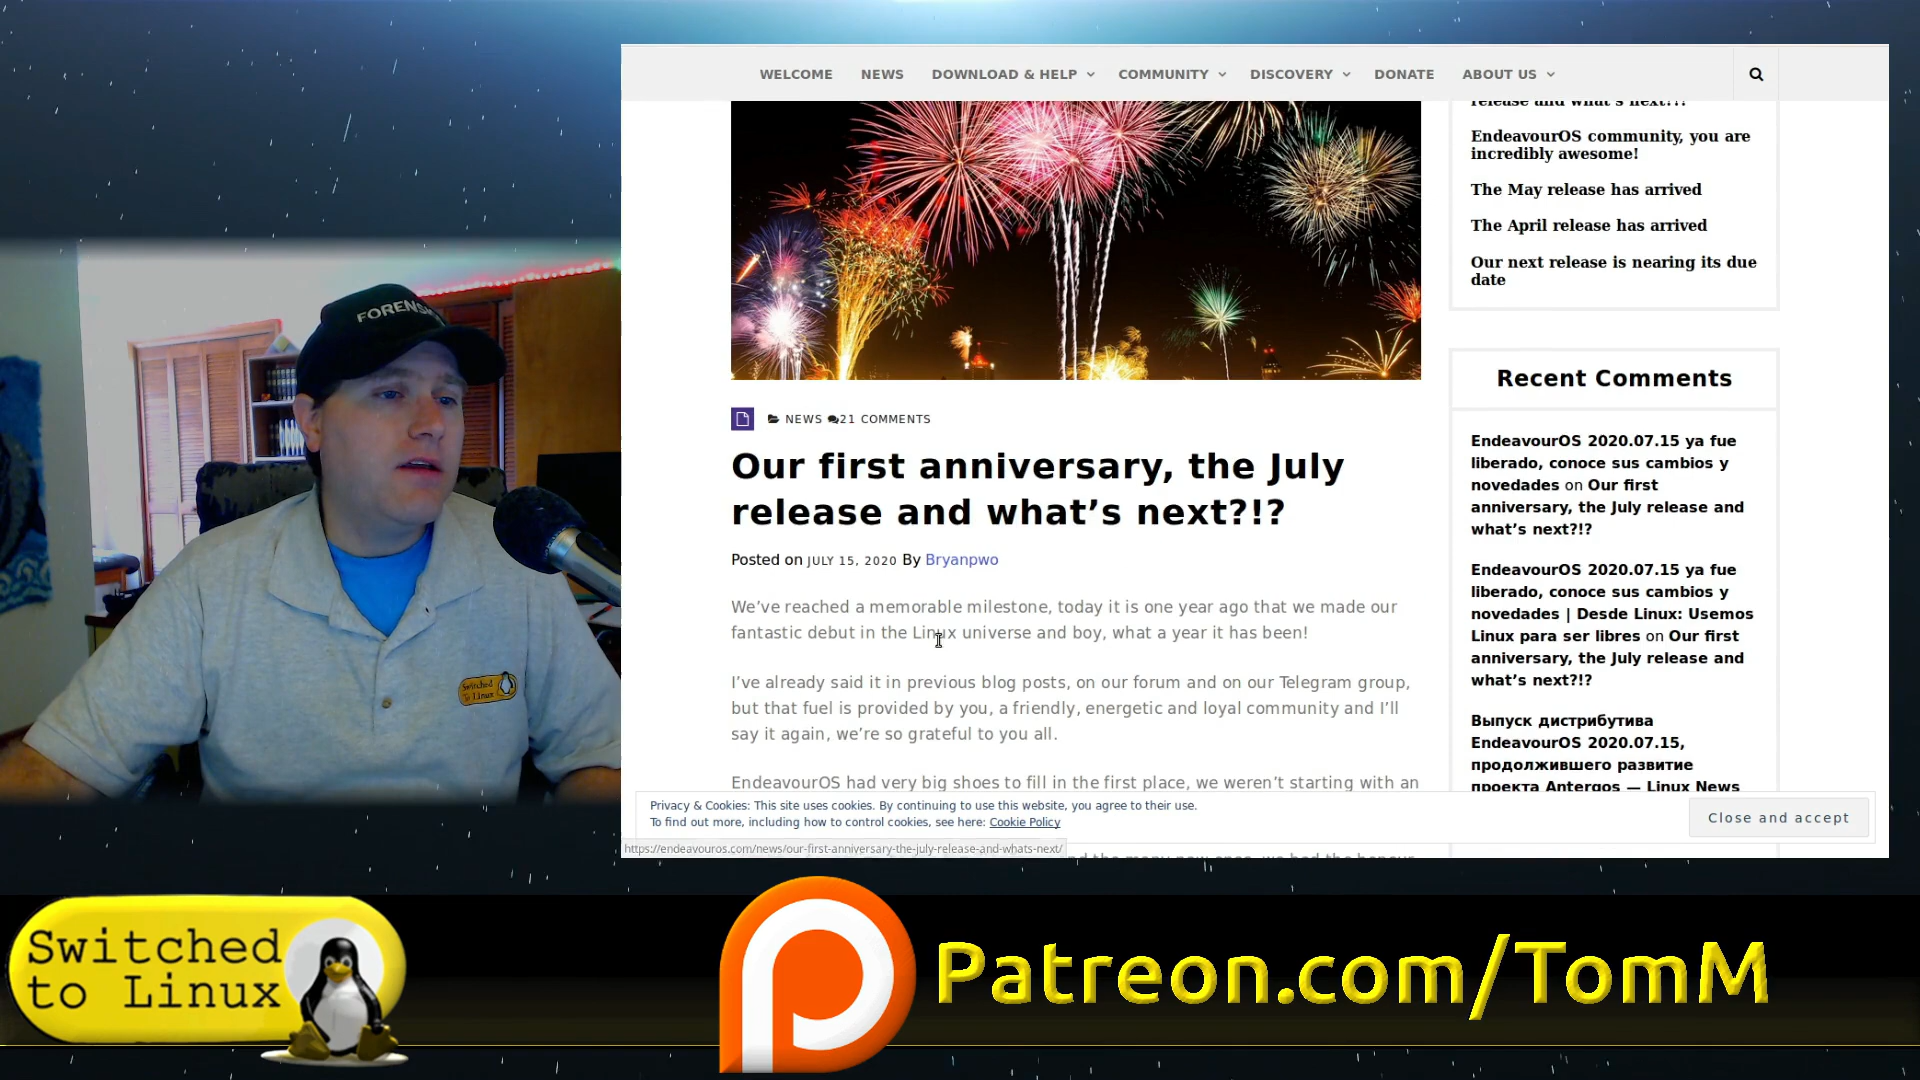 WELCOME NEWS DOWNLOAD & HELP COMMUNITY DISCOVERY DONATE ABOUT US
release and what's next?!?
EndeavourOS community, you are
incredibly awesome!
The May release has arrived
The April release has arrived
Our next release is nearing its due
date
Recent Comments
EndeavourOS 2020.07.15 ya fue
liberado, conoce sus cambios y
novedades on Our first
anniversary, the July release and
what's next?!?
EndeavourOS 2020.07.15 ya fue
liberado, conoce sus cambios y
novedades | Desde Linux: Usemos
Linux para ser libres on Our first
anniversary, the July release and
what's next?!?
Выпуск дистрибутива
EndeavourOS 2020.07.15,
продолжившего развитие
проекта Antergos — Linux News
NEWS 21 COMMENTS
Our first anniversary, the July
release and what's next?!?
Posted on JULY 15, 2020 By Bryanpwo
We've reached a memorable milestone, today it is one year ago that we made our
fantastic debut in the Linux universe and boy, what a year it has been!
I've already said it in previous blog posts, on our forum and on our Telegram group,
but that fuel is provided by you, a friendly, energetic and loyal community and I'll
say it again, we're so grateful to you all.
EndeavourOS had very big shoes to fill in the first place, we weren't starting with an
Privacy & Cookies: This site uses cookies. By continuing to use this website, you agree to their use.
To find out more, including how to control cookies, see here: Cookie Policy
Close and accept
https://endeavouros.com/news/our-first-anniversary-the-july-release-and-whats-next/
Switched
To Linux
Switched
to Linux
Patreon.com/TomM